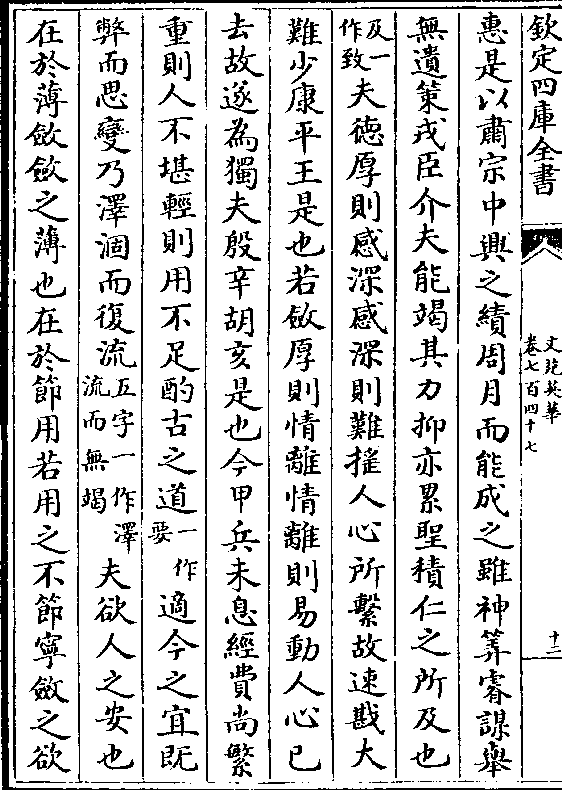 欽定四庫全書
文苑英華
卷七百四十七
十二
惠是以肅宗中興之績周月而能成之雖神筭睿謀舉
無遺策戎臣介夫能竭其力抑亦累聖積仁之所及也
及一作致夫德厚則感深感深則難搖人心所繫故速戡大
難少康平王是也若斂厚則情離情離則易動人心已
去故遂為獨夫殷辛胡亥是也今甲兵未息經費尚繁
重則人不堪輕則用不足酌古之道一作要適今之宜既
弊而思變乃澤涸而復流五字一作澤流而無竭夫欲人之安也
在於薄斂斂之薄也在於節用若用之不節寧斂之欲